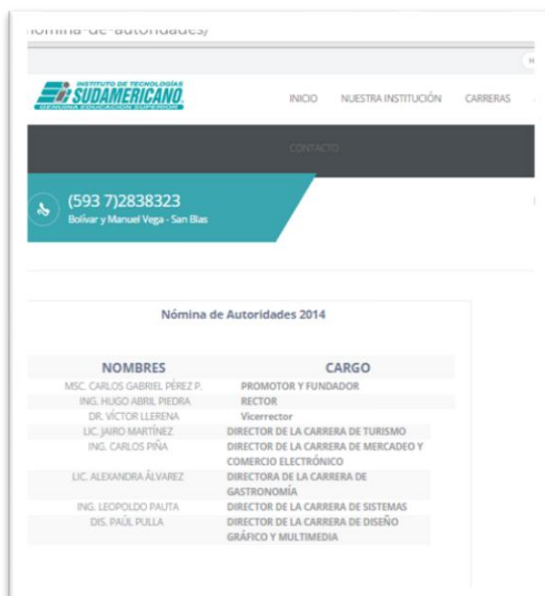 nomina-de-autoridades/
INSTITUTO DE TECNOLOGÍAS
SUDAMERICANO
GENUINA EDUCACIÓN SUPERIOR
INICIO NUESTRA INSTITUCIÓN CARRERAS
CONTACTO
(593 7)2838323
Bolívar y Manuel Vega - San Blas
Nómina de Autoridades 2014
NOMBRES CARGO
MSC. CARLOS GABRIEL PÉREZ P. PROMOTOR Y FUNDADOR
ING. HUGO ABRIL PIEDRA RECTOR
DR. VÍCTOR LLERENA Vicerrector
LIC. JAIRO MARTÍNEZ DIRECTOR DE LA CARRERA DE TURISMO
ING. CARLOS PIÑA DIRECTOR DE LA CARRERA DE MERCADEO Y
COMERCIO ELECTRÓNICO
LIC. ALEXANDRA ÁLVAREZ DIRECTORA DE LA CARRERA DE
GASTRONOMÍA
ING. LEOPOLDO PAUTA DIRECTOR DE LA CARRERA DE SISTEMAS
DIS. PAÚL PULLA DIRECTOR DE LA CARRERA DE DISEÑO
GRÁFICO Y MULTIMEDIA